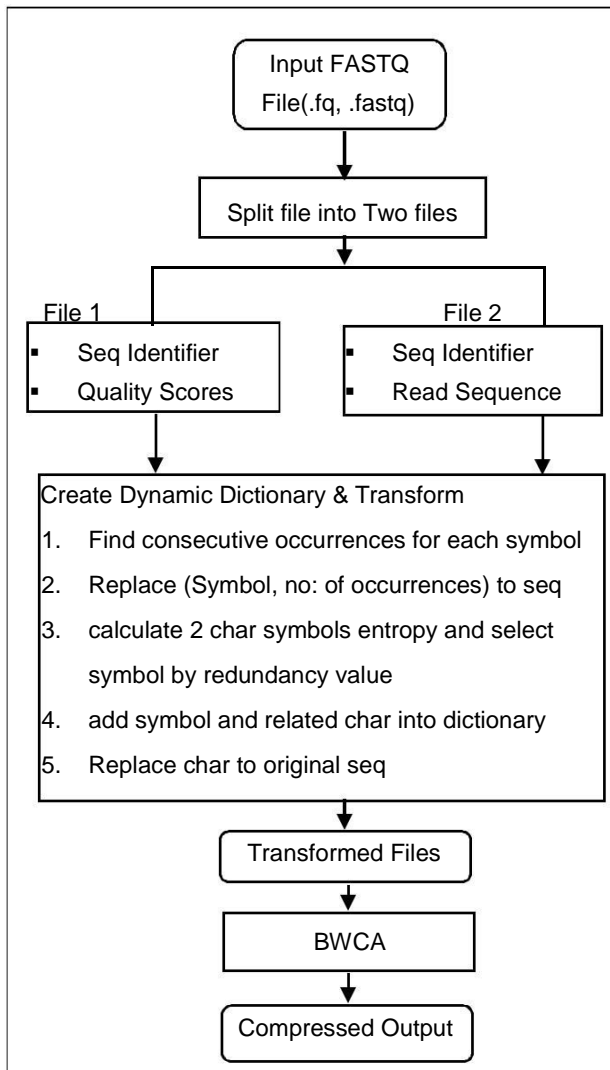 Input FASTQ
File(.fq, .fastq)
Split file into Two files
File 1
▪ Seq Identifier
▪ Quality Scores
File 2
▪ Seq Identifier
▪ Read Sequence
Create Dynamic Dictionary & Transform
1. Find consecutive occurrences for each symbol
2. Replace (Symbol, no: of occurrences) to seq
3. calculate 2 char symbols entropy and select
symbol by redundancy value
4. add symbol and related char into dictionary
5. Replace char to original seq
Transformed Files
BWCA
Compressed Output